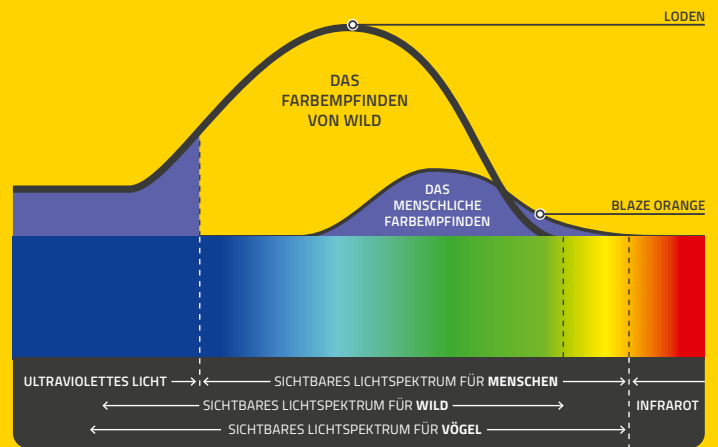 LODEN
DAS
FARBEMPFINDEN
VON WILD
DAS
MENSCHLICHE
FARBEMPFINDEN
BLAZE ORANGE
ULTRAVIOLETTES LICHT
SICHTBARES LICHTSPEKTRUM FÜR MENSCHEN
SICHTBARES LICHTSPEKTRUM FÜR WILD
INFRAROT
SICHTBARES LICHTSPEKTRUM FÜR VÖGEL